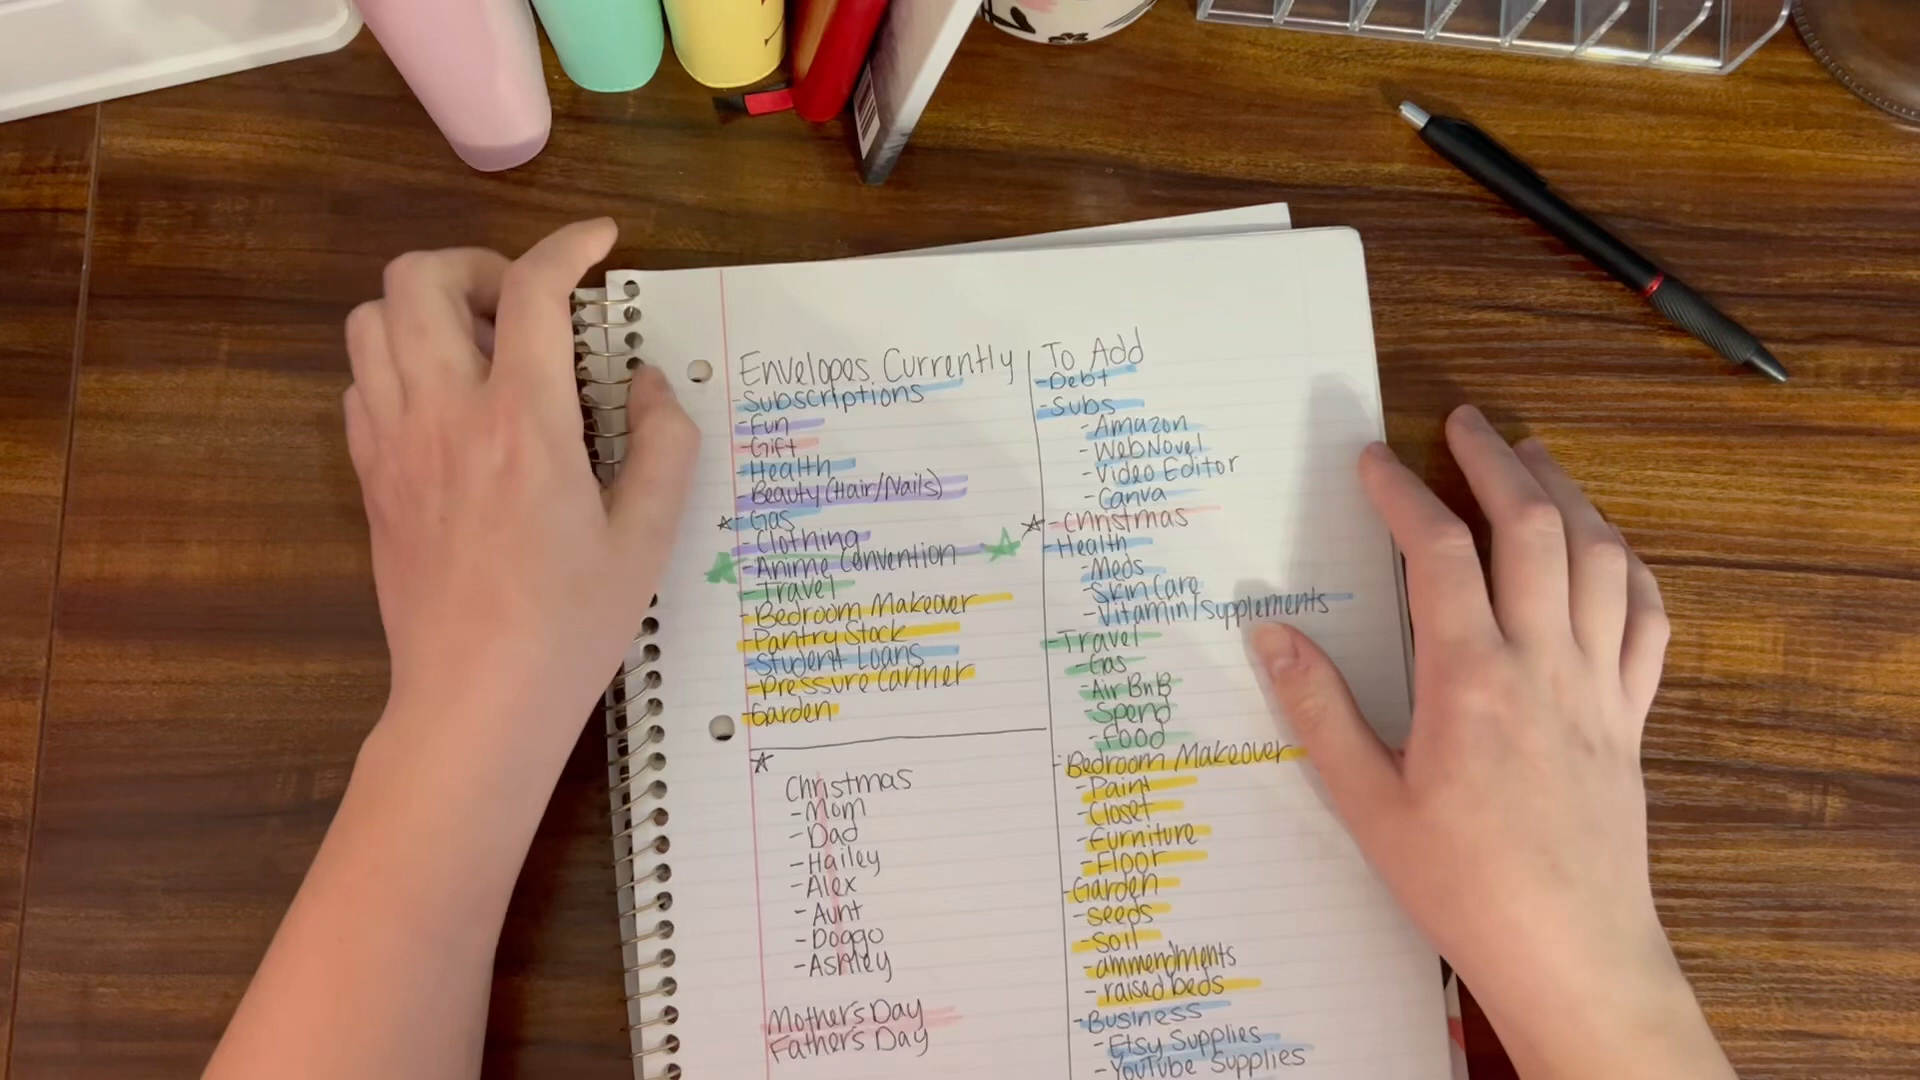 Envelopes Currently
-Subscriptions
-Fun
-Gift
-Health
-Beauty (Hair/Nails)
☆-Gas
-Clothing
☆-Anime Convention ☆
-Travel
-Bedroom Makeover
-Pantry Stock
-Student Loans
-Pressure Canner
-Garden
☆
Christmas
-Mom
-Dad
-Hailey
-Alex
-Aunt
-Doggo
-Ashley
Mother's Day
Father's Day
To Add
-Debt
-Subs
-Amazon
-WebNovel
-Video Editor
-Canva
☆-Christmas
-Health
-Meds
-Skin Care
-Vitamin/Supplements
-Travel
-Gas
-Air BnB
-Spend
-Food
-Bedroom Makeover
-Paint
-Closet
-Furniture
-Floor
-Garden
-seeds
-Soil
-ammendments
-raised beds
-Business
-Etsy Supplies
-YouTube Supplies